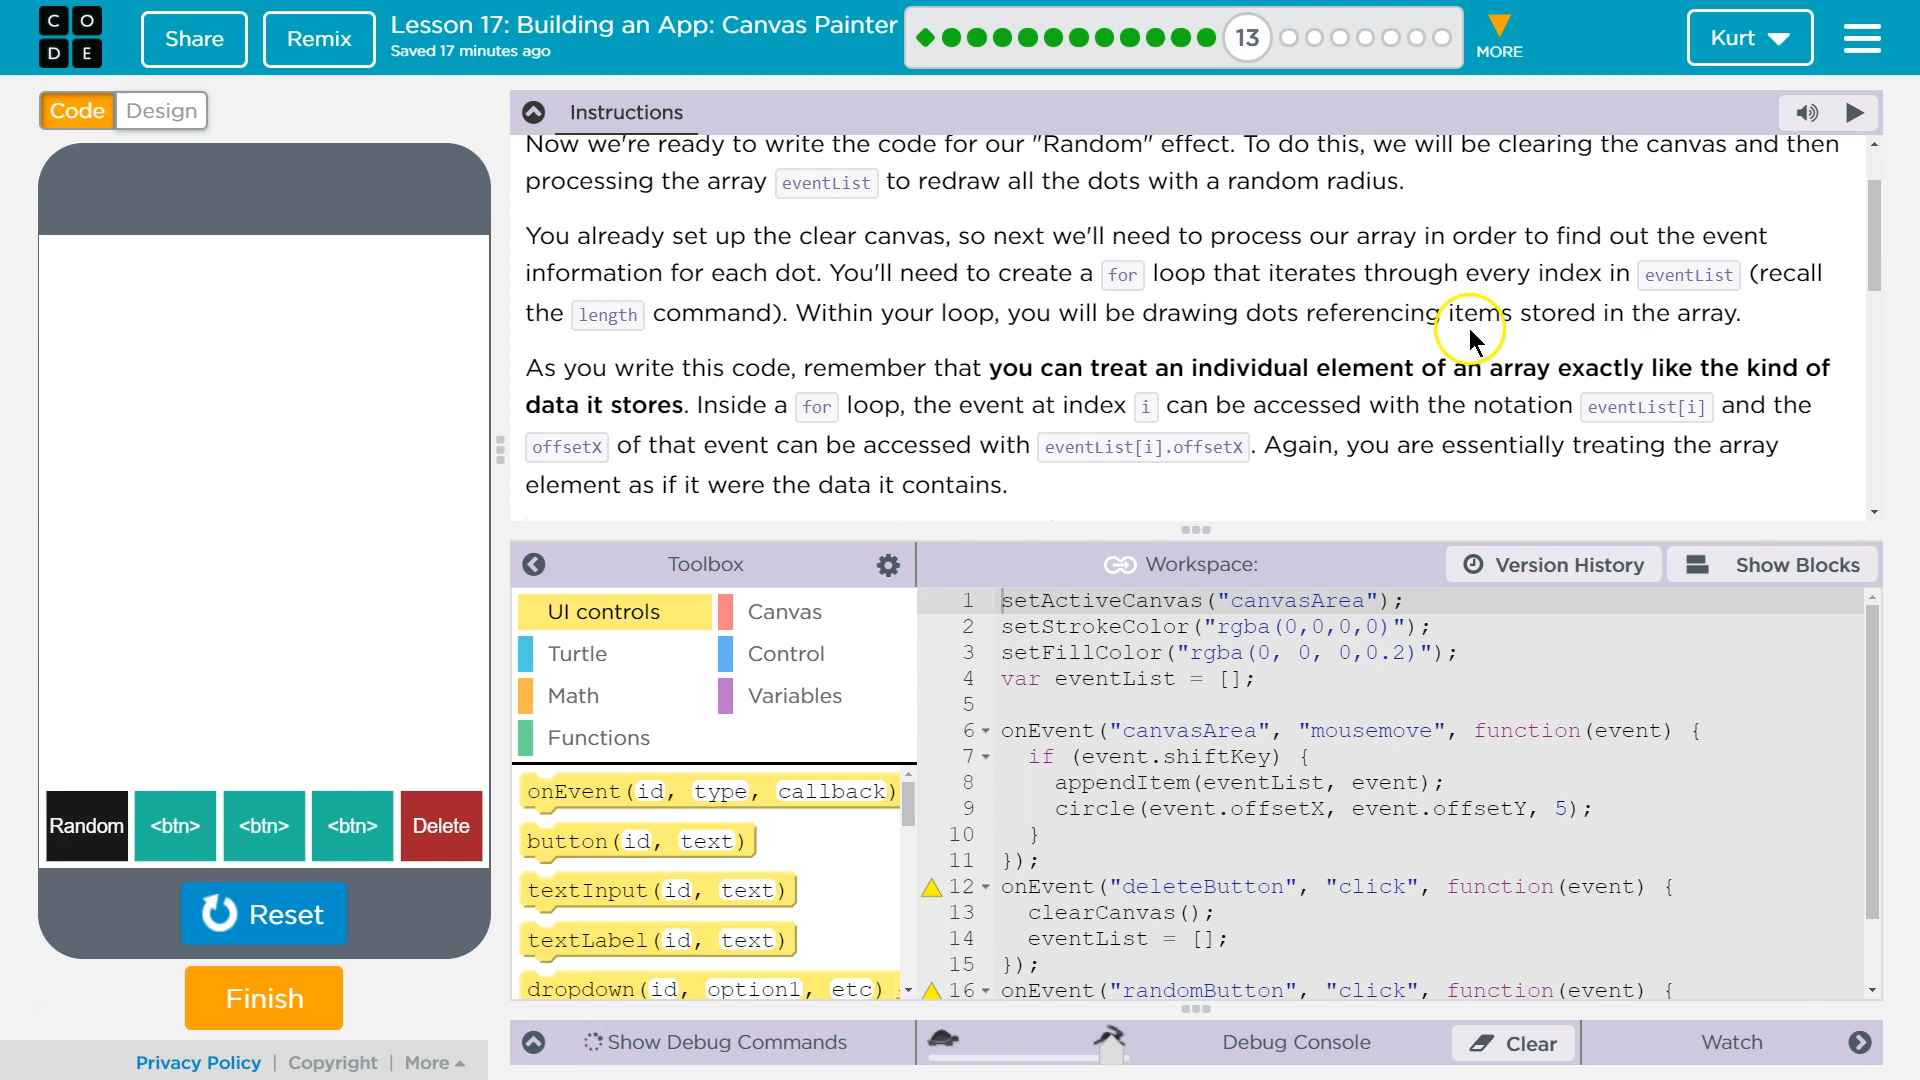 CODE
Share
Remix
Lesson 17: Building an App: Canvas Painter
Saved 17 minutes ago
13
MORE
Kurt
Code
Design
Instructions
Now we're ready to write the code for our "Random" effect. To do this, we will be clearing the canvas and then
processing the array eventList to redraw all the dots with a random radius.
You already set up the clear canvas, so next we'll need to process our array in order to find out the event
information for each dot. You'll need to create a for loop that iterates through every index in eventList (recall
the length command). Within your loop, you will be drawing dots referencing items stored in the array.
As you write this code, remember that you can treat an individual element of an array exactly like the kind of
data it stores. Inside a for loop, the event at index i can be accessed with the notation eventList[i] and the
offsetX of that event can be accessed with eventList[i].offsetX. Again, you are essentially treating the array
element as if it were the data it contains.
Random
<btn>
<btn>
<btn>
Delete
Reset
Finish
Privacy Policy | Copyright | More
Toolbox
UI controls
Canvas
Turtle
Control
Math
Variables
Functions
onEvent(id, type, callback)
button(id, text)
textInput(id, text)
textLabel(id, text)
dropdown(id, option1, etc)
Workspace:
Version History
Show Blocks
1 setActiveCanvas("canvasArea");
2 setStrokeColor("rgba(0,0,0,0)");
3 setFillColor("rgba(0, 0, 0,0.2)");
4 var eventList = [];
5
6 onEvent("canvasArea", "mousemove", function(event) {
7 if (event.shiftKey) {
8 appendItem(eventList, event);
9 circle(event.offsetX, event.offsetY, 5);
10 }
11 });
12 onEvent("deleteButton", "click", function(event) {
13 clearCanvas();
14 eventList = [];
15 });
16 onEvent("randomButton", "click", function(event) {
Show Debug Commands
Debug Console
Clear
Watch